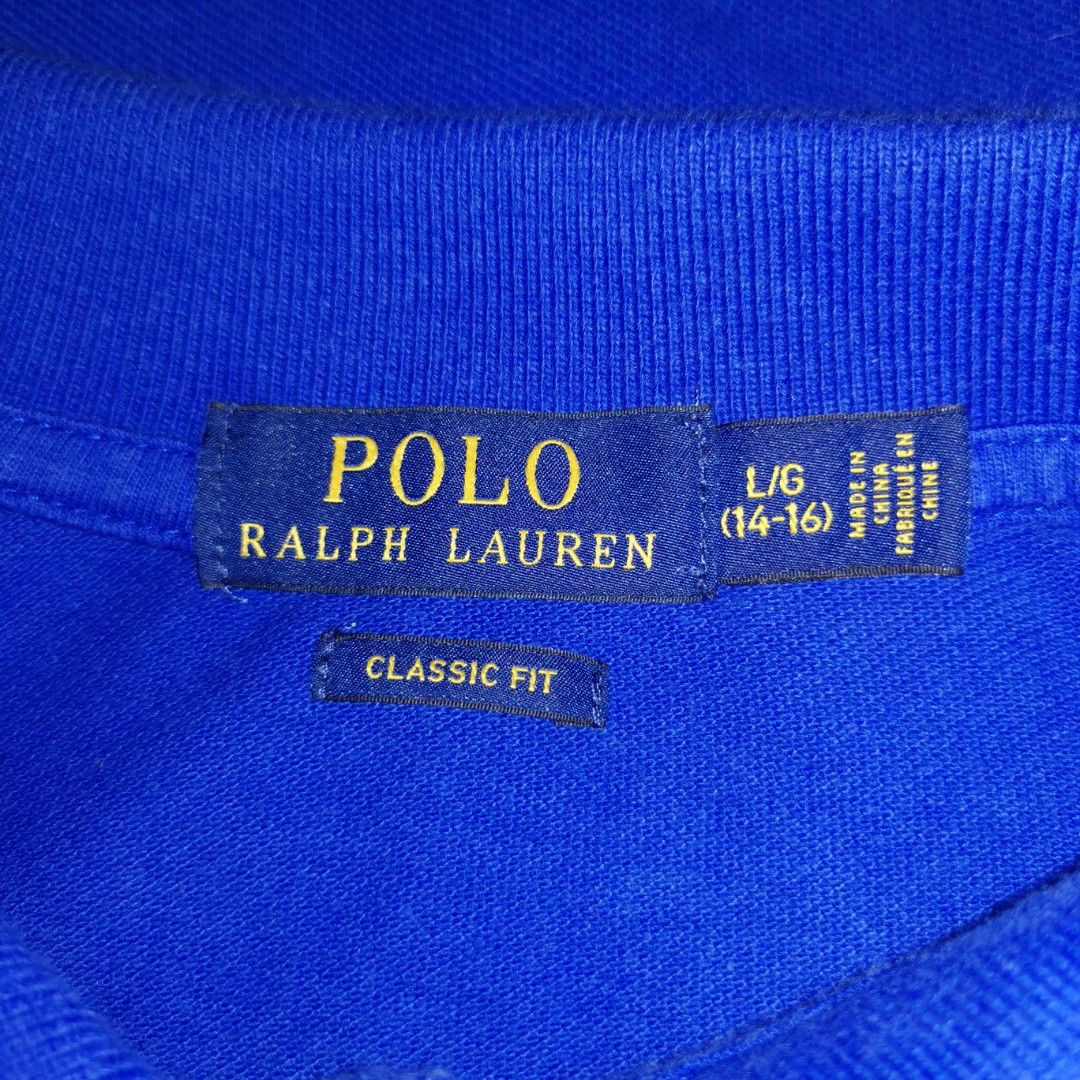 POLO
RALPH LAUREN
L/G
(14-16)
MADE IN
CHINA
FABRIQUÉ EN
CHINE
CLASSIC FIT